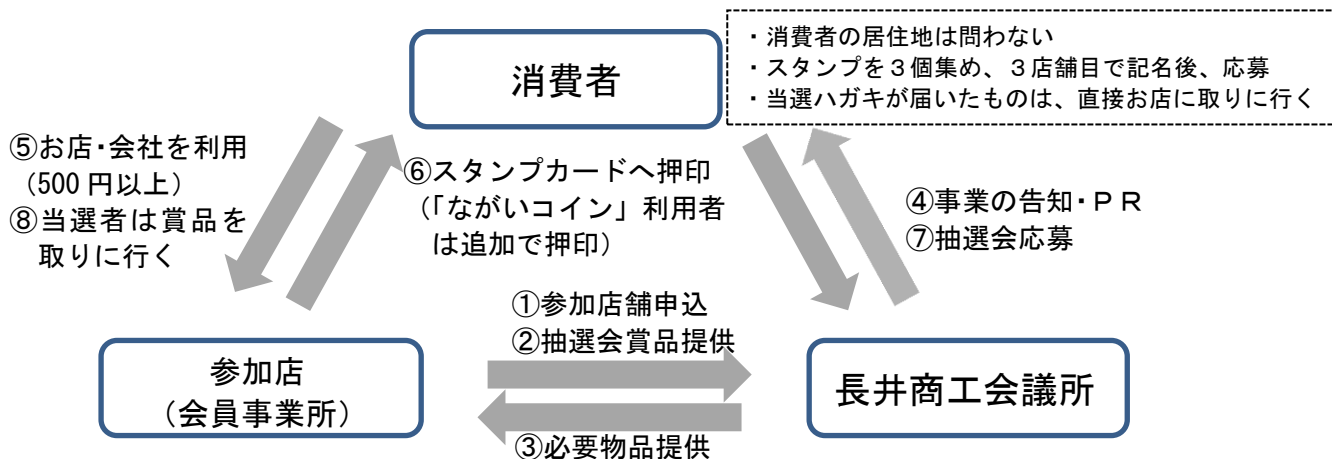 消費者
・消費者の居住地は問わない
・スタンプを３個集め、３店舗目で記名後、応募
・当選ハガキが届いたものは、直接お店に取りに行く
⑤お店・会社を利用
（500 円以上）
⑧当選者は賞品を
取りに行く
⑥スタンプカードへ押印
（「ながいコイン」利用者
は追加で押印）
④事業の告知・ＰＲ
⑦抽選会応募
①参加店舗申込
②抽選会賞品提供
参加店
（会員事業所）
長井商工会議所
③必要物品提供